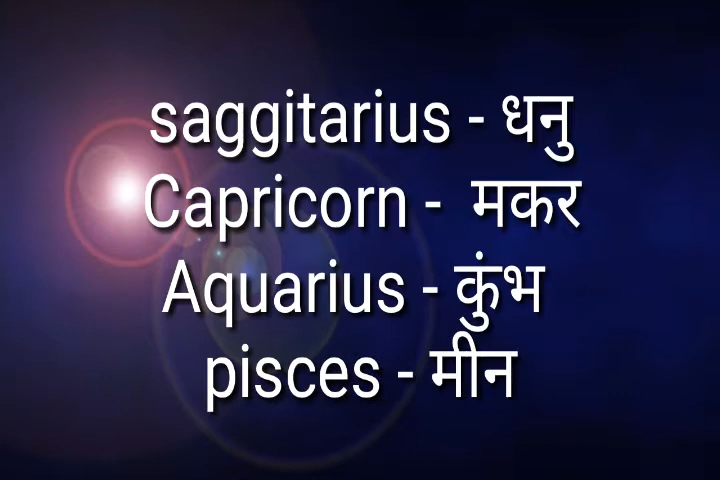 saggitarius - धनु
Capricorn - मकर
Aquarius - कुंभ
pisces - मीन